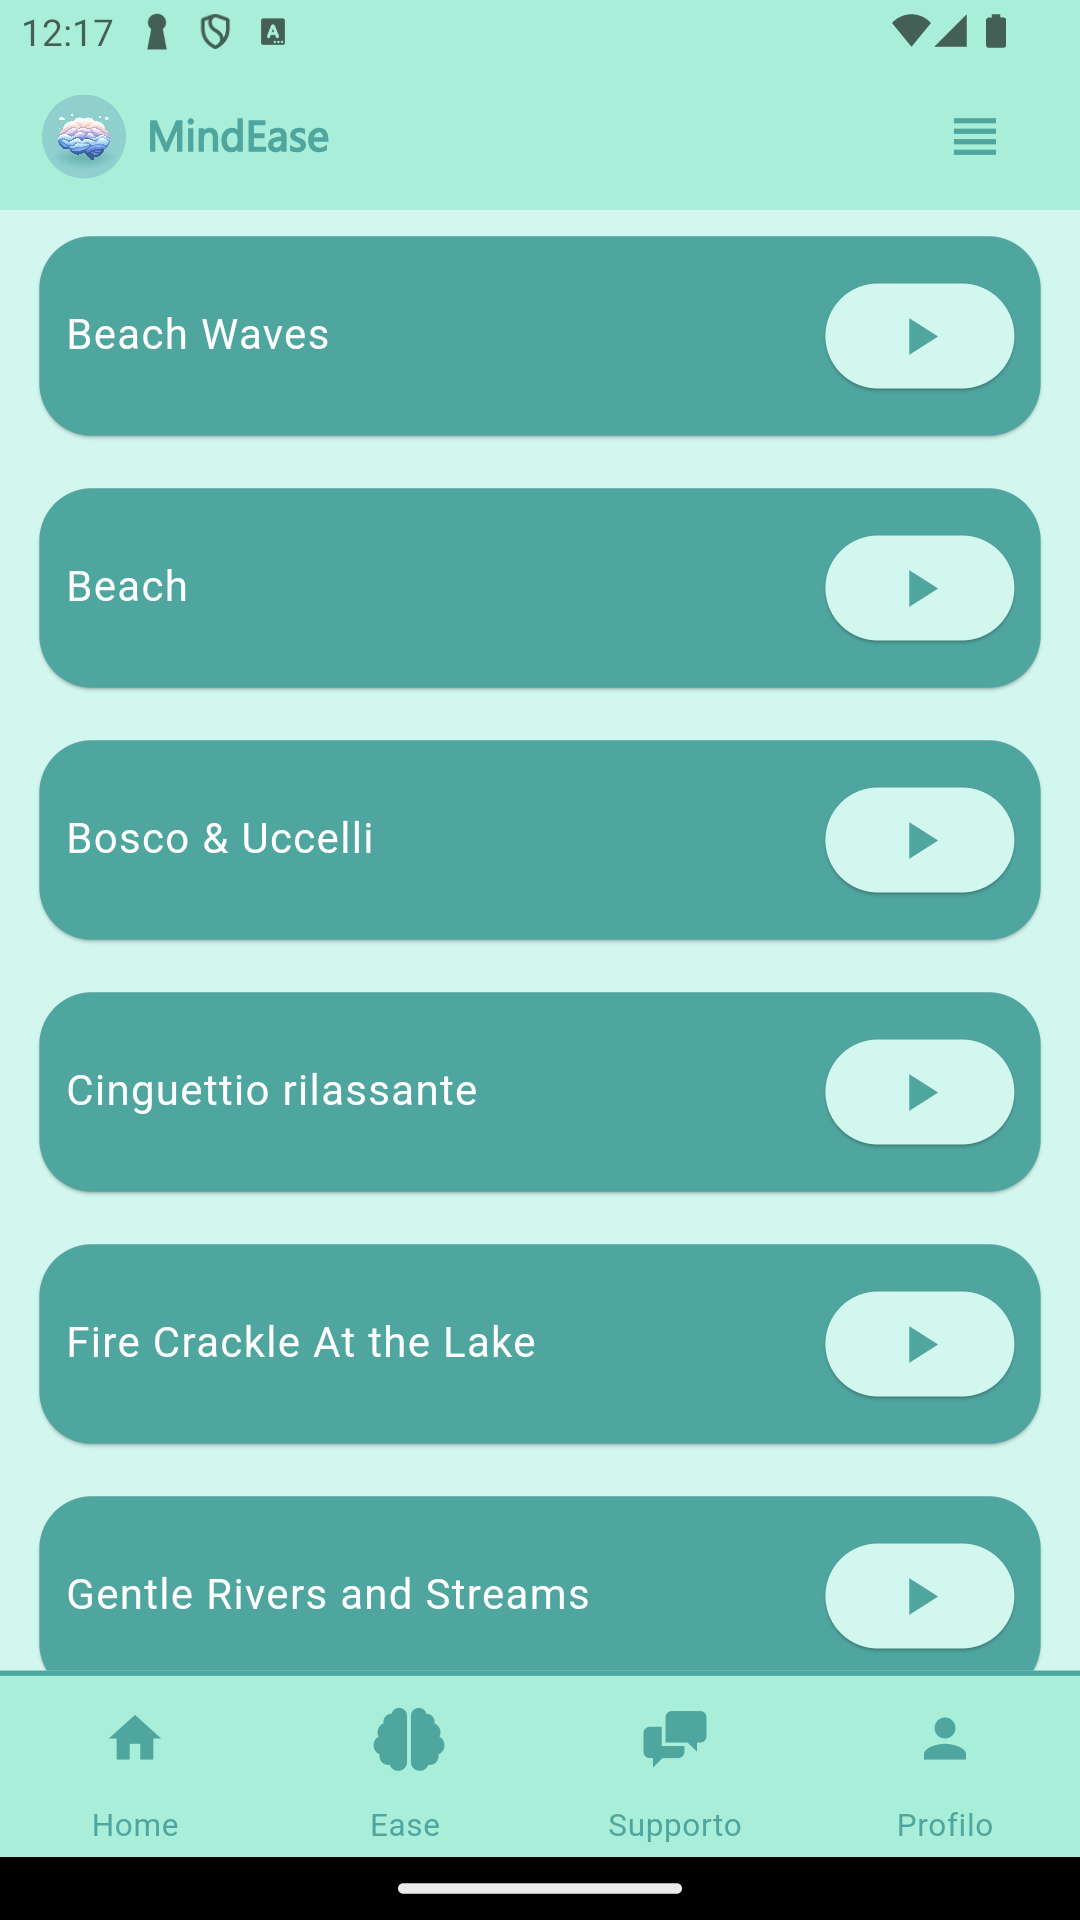 12:17
MindEase
Beach Waves
Beach
Bosco & Uccelli
Cinguettio rilassante
Fire Crackle At the Lake
Gentle Rivers and Streams
Home
Ease
Supporto
Profilo